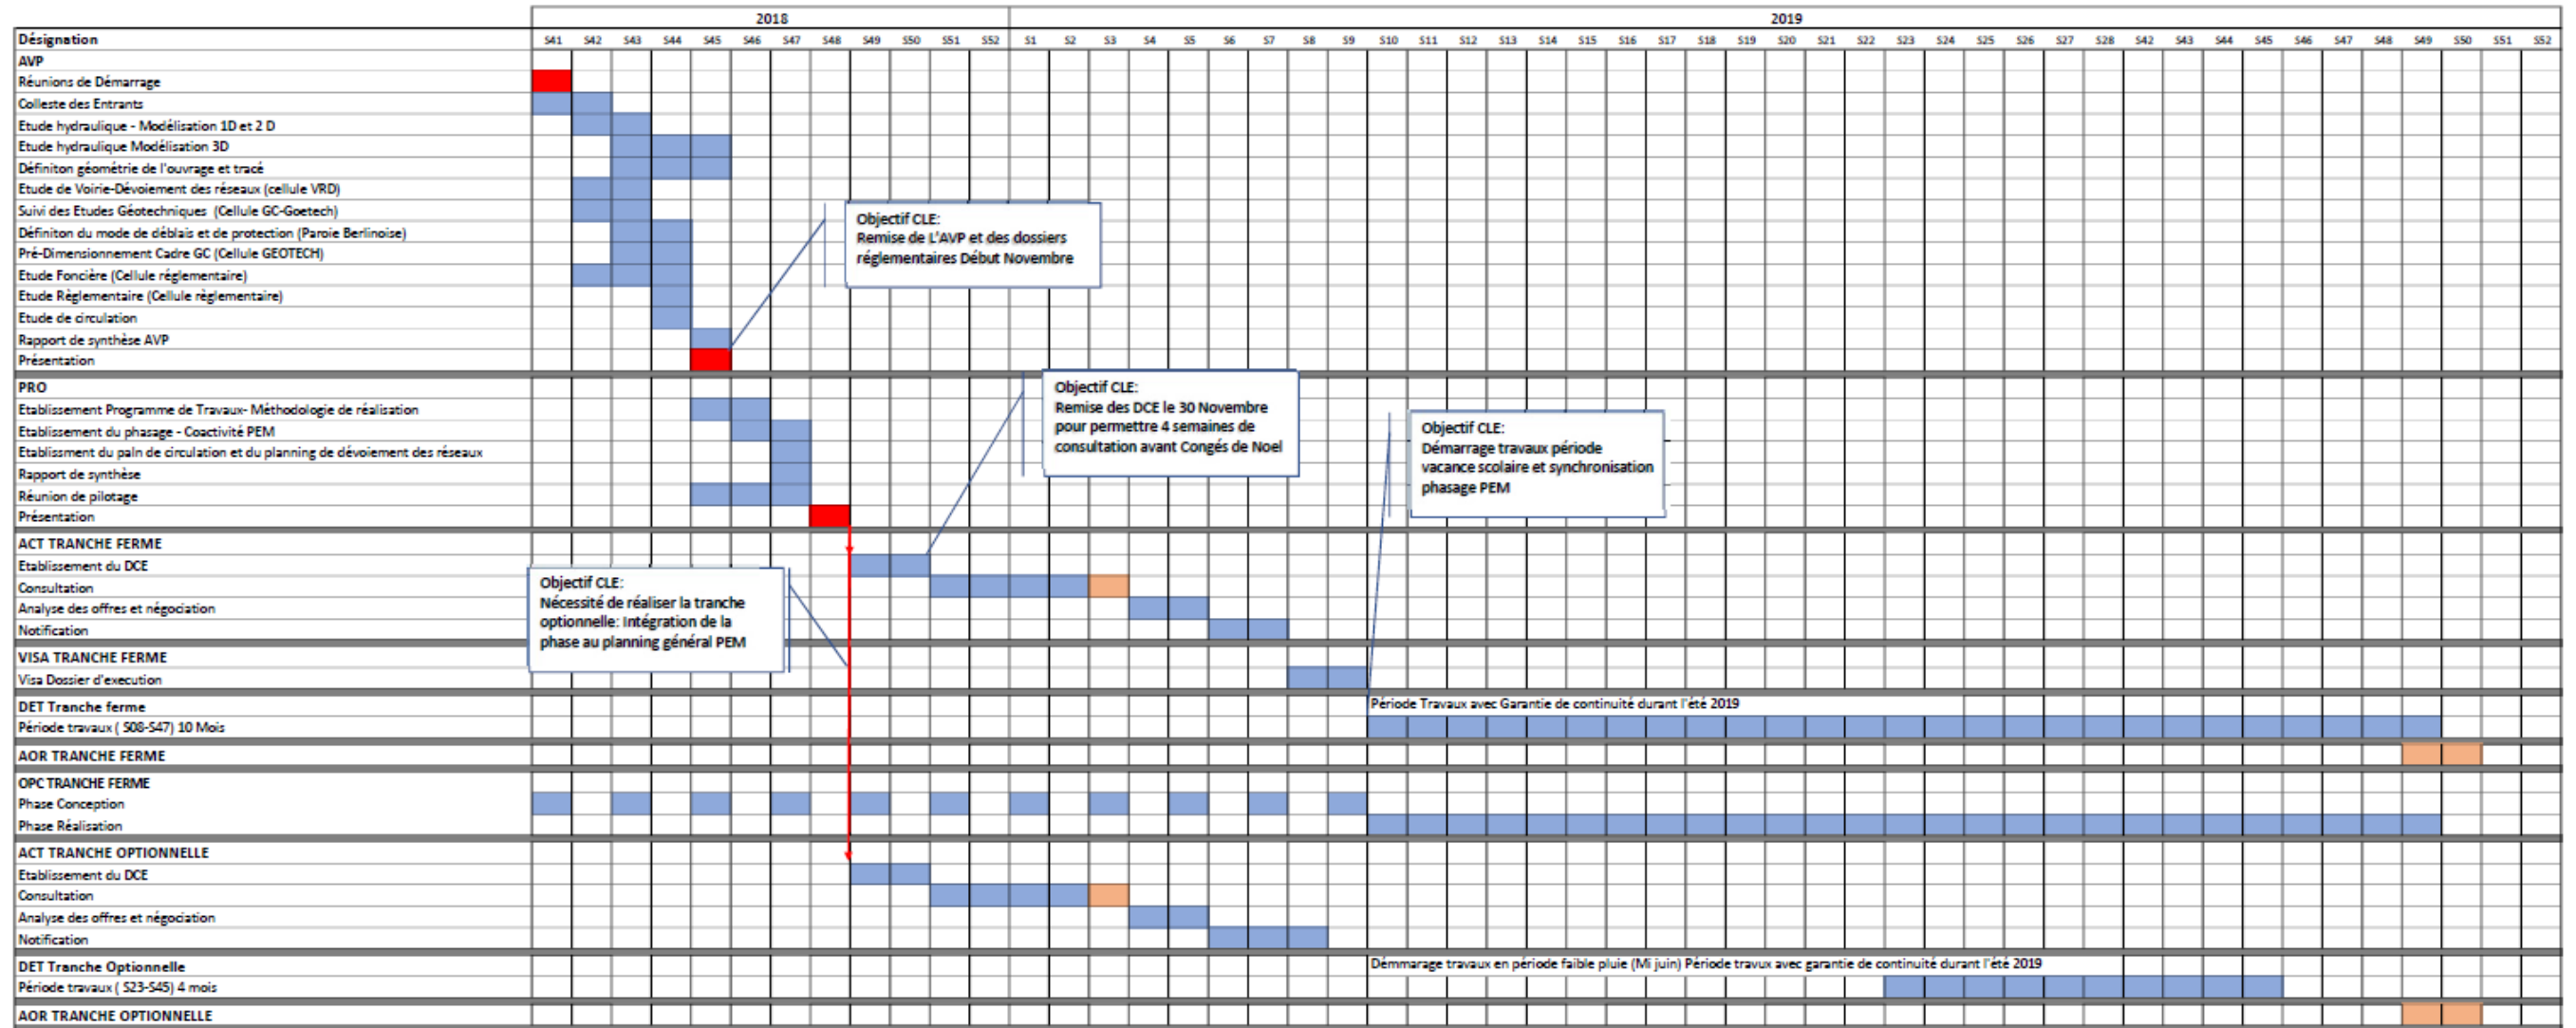 2018 2019
Désignation S41 S42 S43 S44 S45 S46 S47 S48 S49 S50 S51 S52 S1 S2 S3 S4 S5 S6 S7 S8 S9 S10 S11 S12 S13 S14 S15 S16 S17 S18 S19 S20 S21 S22 S23 S24 S25 S26 S27 S28 S42 S43 S44 S45 S46 S47 S48 S49 S50 S51 S52
AVP
Réunions de Démarrage
Colleste des Entrants
Etude hydraulique - Modélisation 1D et 2 D
Etude hydraulique Modélisation 3D
Définiton géométrie de l'ouvrage et tracé
Etude de Voirie-Dévoiement des réseaux (cellule VRD)
Suivi des Etudes Géotechniques (Cellule GC-Goetech)
Définiton du mode de déblais et de protection (Paroie Berlinoise)
Pré-Dimensionnement Cadre GC (Cellule GEOTECH)
Etude Foncière (Cellule réglementaire)
Etude Règlementaire (Cellule règlementaire)
Etude de circulation
Rapport de synthèse AVP
Présentation
Objectif CLE:
Remise de L'AVP et des dossiers
réglementaires Début Novembre
PRO
Etablissement Programme de Travaux- Méthodologie de réalisation
Etablissement du phasage - Coactivité PEM
Etablissment du paln de circulation et du planning de dévoiement des réseaux
Rapport de synthèse
Réunion de pilotage
Présentation
Objectif CLE:
Remise des DCE le 30 Novembre
pour permettre 4 semaines de
consultation avant Congés de Noel
Objectif CLE:
Démarrage travaux période
vacance scolaire et synchronisation
phasage PEM
ACT TRANCHE FERME
Etablissement du DCE
Consultation
Analyse des offres et négociation
Notification
Objectif CLE:
Nécessité de réaliser la tranche
optionnelle: Intégration de la
phase au planning général PEM
VISA TRANCHE FERME
Visa Dossier d'execution
DET Tranche ferme
Période Travaux avec Garantie de continuité durant l'été 2019
Période travaux ( S08-S47) 10 Mois
AOR TRANCHE FERME
OPC TRANCHE FERME
Phase Conception
Phase Réalisation
ACT TRANCHE OPTIONNELLE
Etablissement du DCE
Consultation
Analyse des offres et négociation
Notification
DET Tranche Optionnelle
Démmarage travaux en période faible pluie (Mi juin) Période travux avec garantie de continuité durant l'été 2019
Période travaux ( S23-S45) 4 mois
AOR TRANCHE OPTIONNELLE